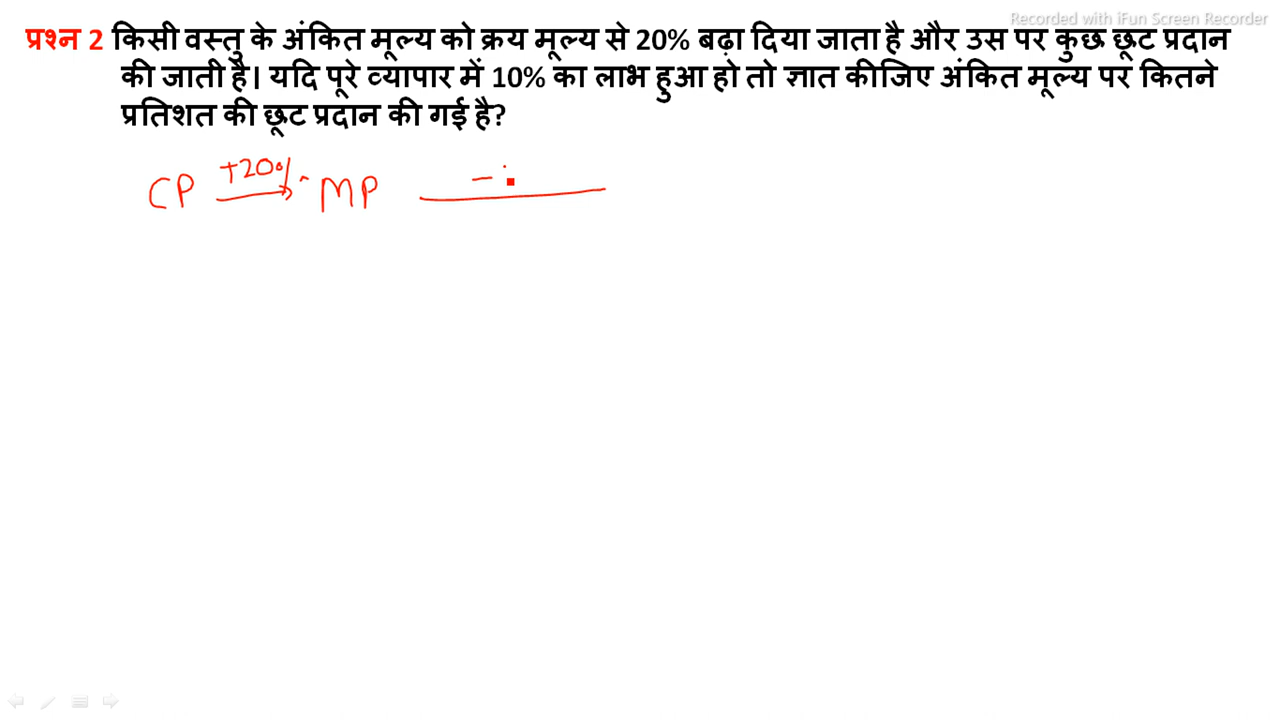 Recorded with iFun Screen Recorder
प्रश्न 2 किसी वस्तु के अंकित मूल्य को क्रय मूल्य से 20% बढ़ा दिया जाता है और उस पर कुछ छूट प्रदान
की जाती है। यदि पूरे व्यापार में 10% का लाभ हुआ हो तो ज्ञात कीजिए अंकित मूल्य पर कितने
प्रतिशत की छूट प्रदान की गई है?
CP +20% MP -